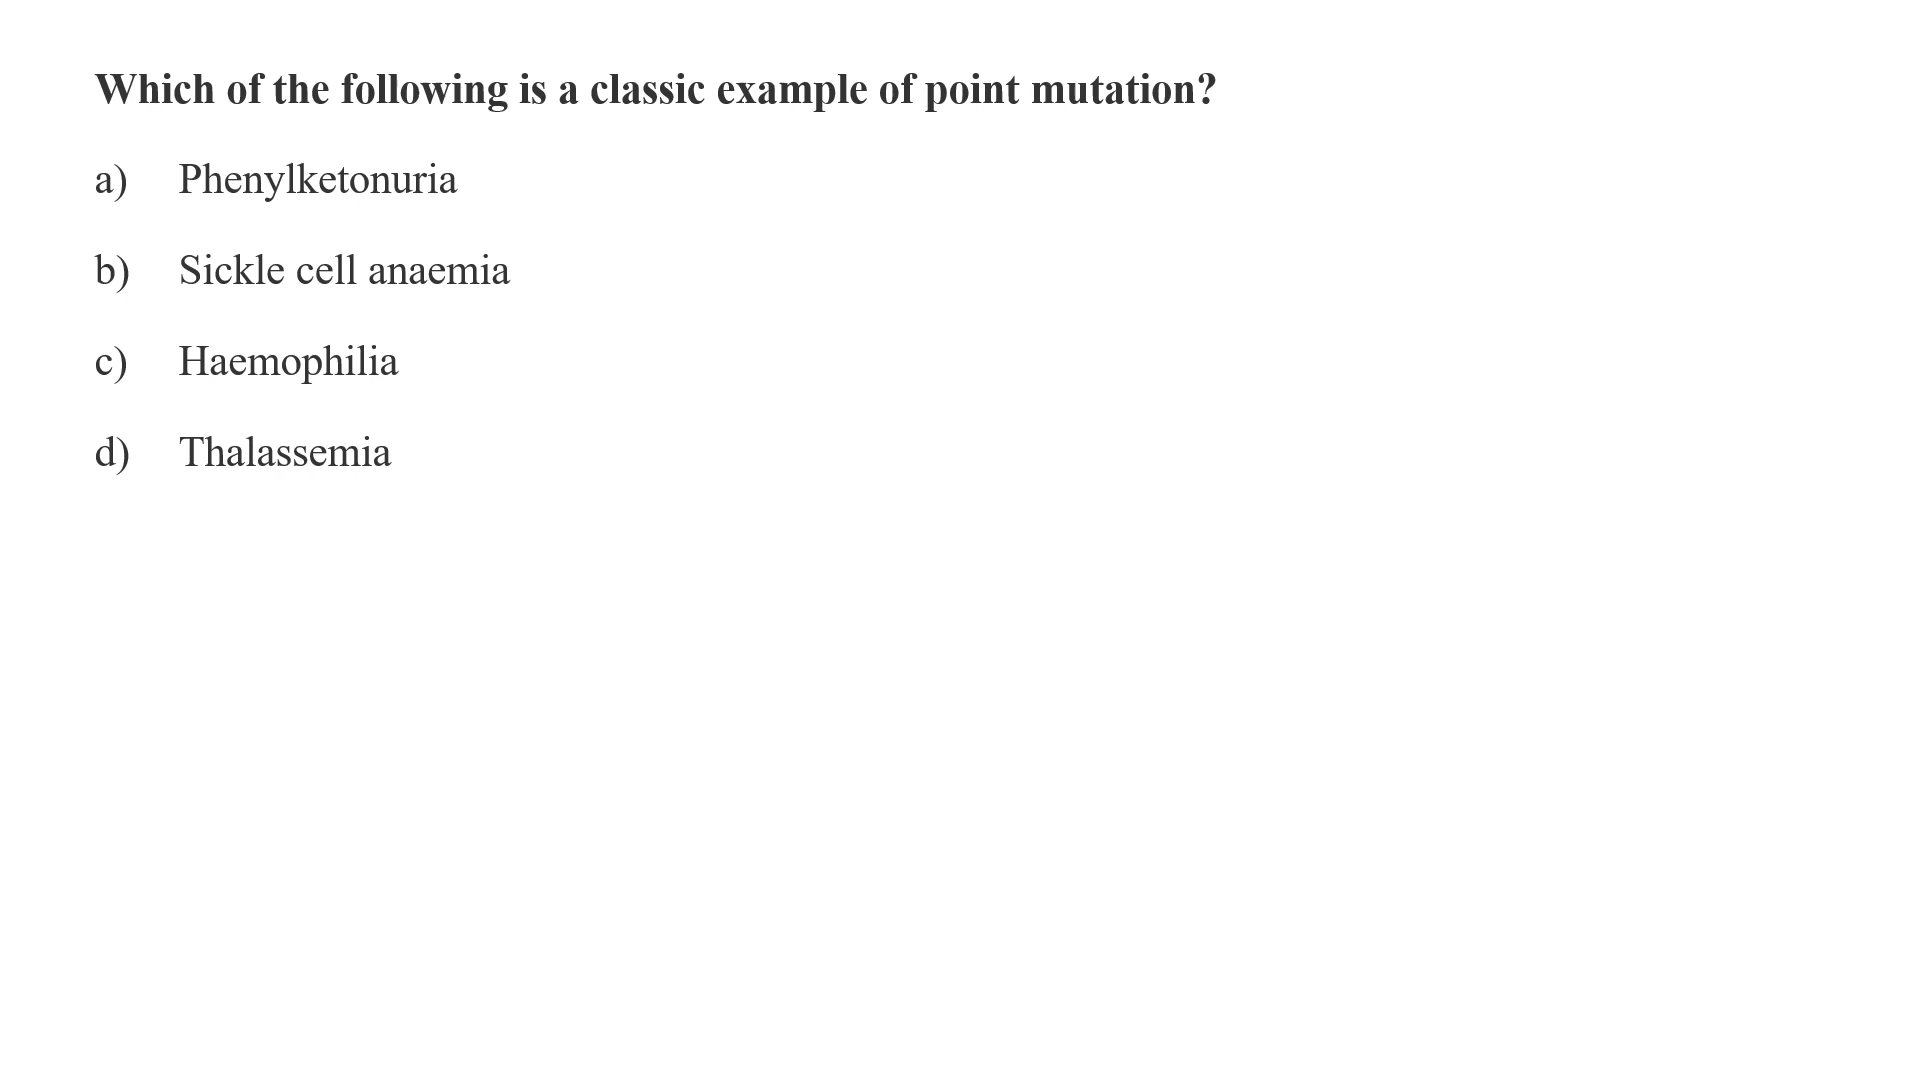 Which of the following is a classic example of point mutation?
a) Phenylketonuria
b) Sickle cell anaemia
c) Haemophilia
d) Thalassemia